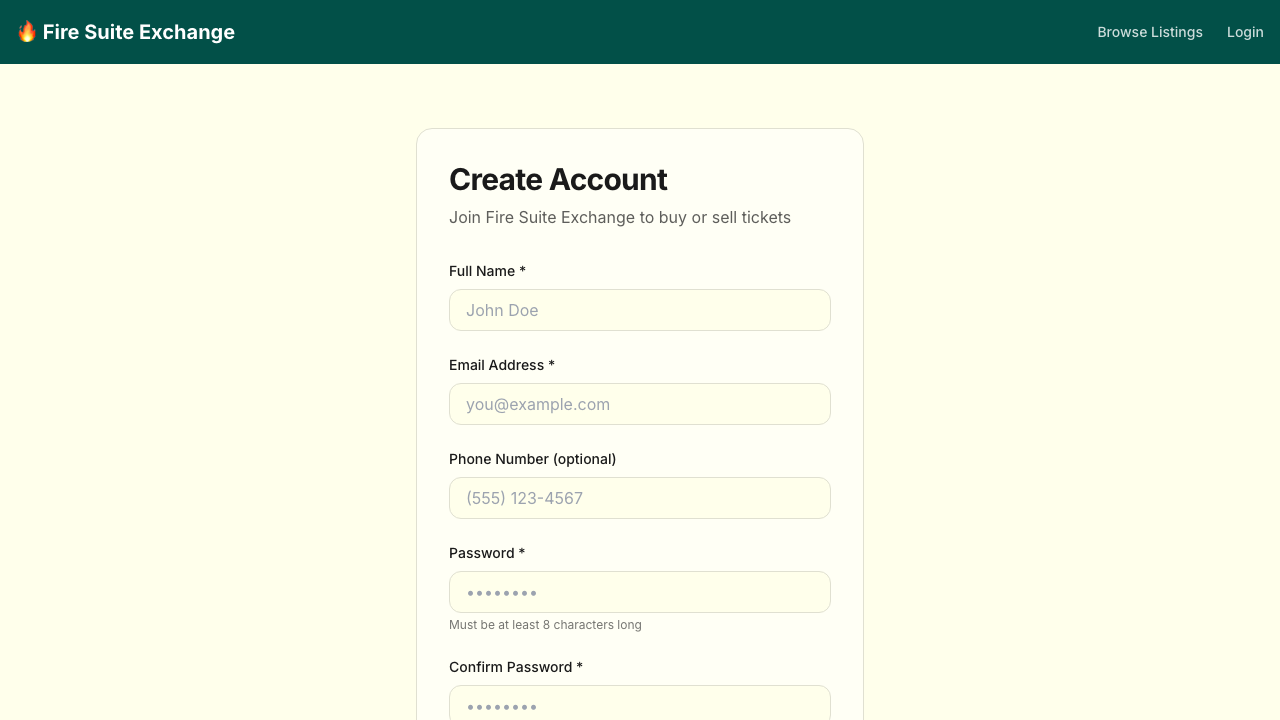 🔥 Fire Suite Exchange
Browse Listings
Login
Create Account
Join Fire Suite Exchange to buy or sell tickets
Full Name *
John Doe
Email Address *
you@example.com
Phone Number (optional)
(555) 123-4567
Password *
••••••••
Must be at least 8 characters long
Confirm Password *
••••••••